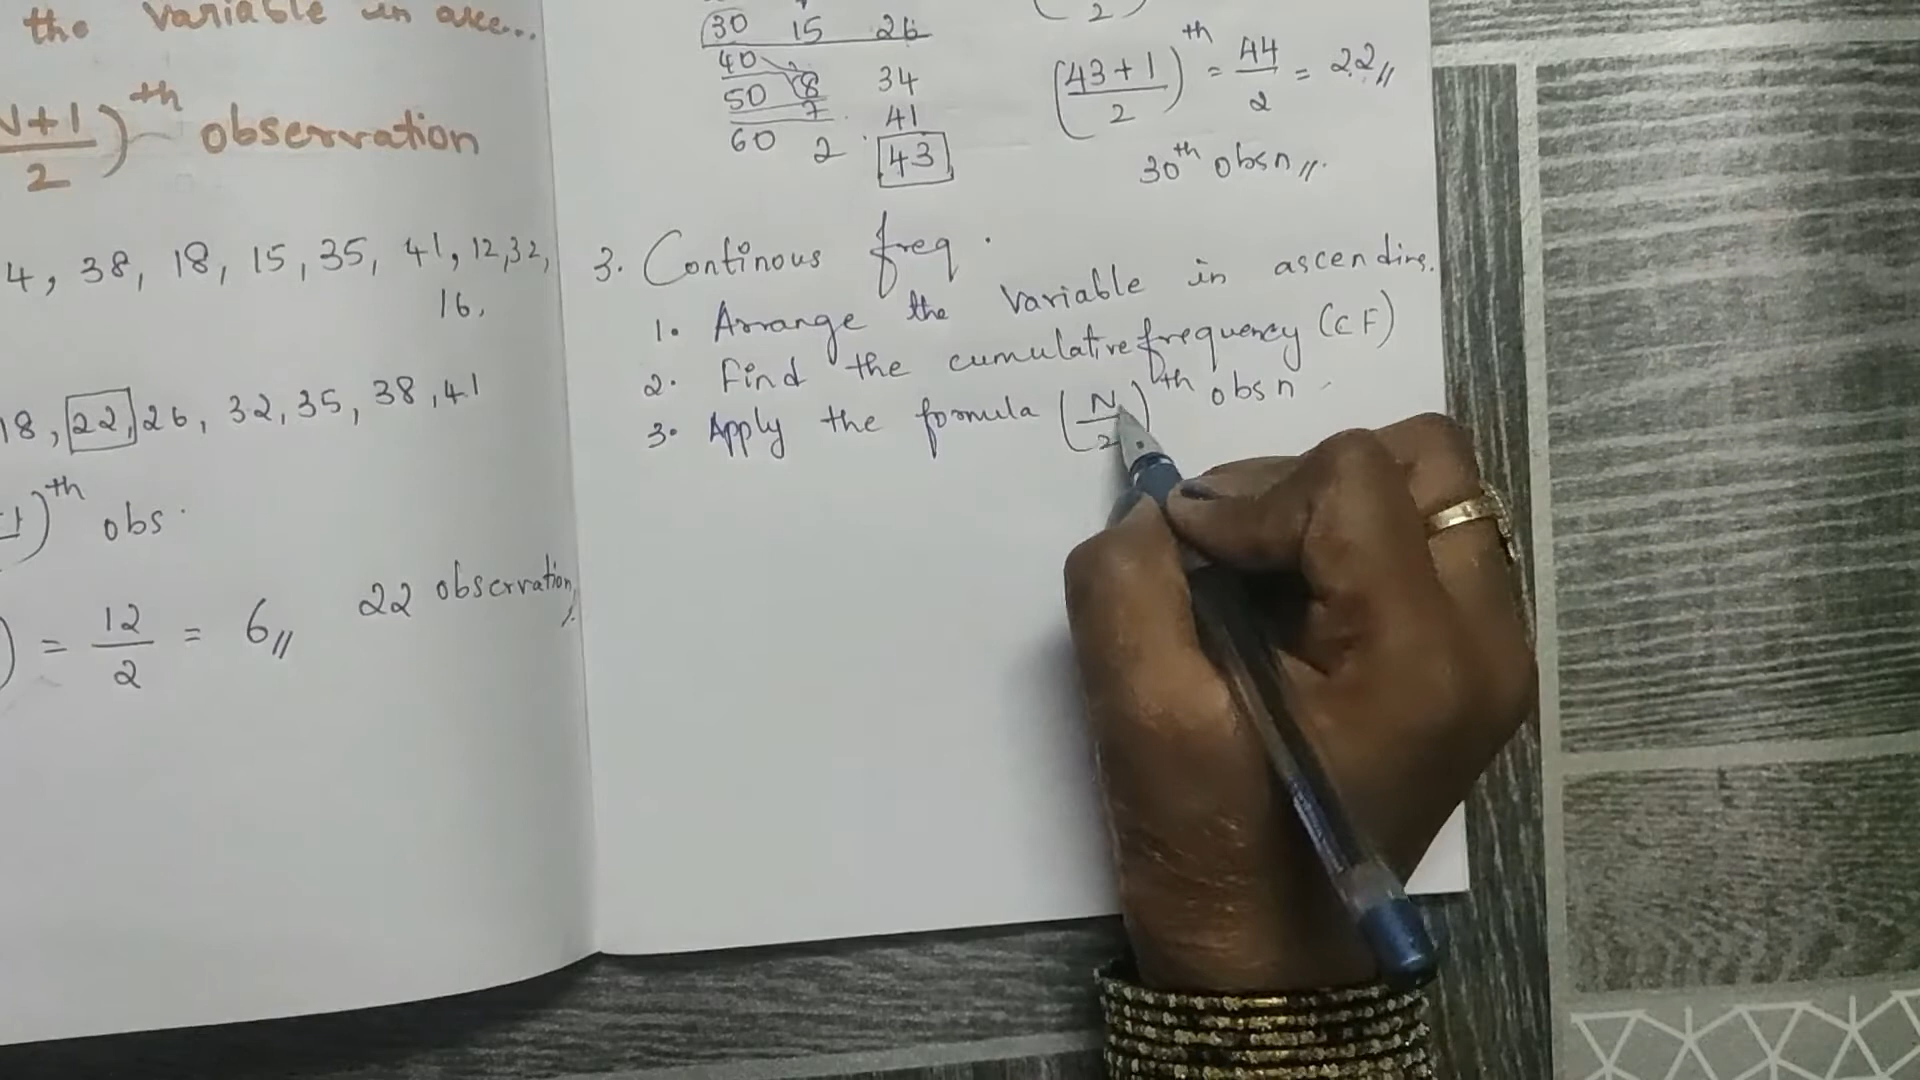 the Variable in asce...
N+1/2)th observation
4, 38, 18, 15, 35, 41, 12, 32,
16.
18, 22, 26, 32, 35, 38, 41
)th obs.
) = 12/2 = 6//
22 observation//.
30 15 26
40 8 34
50 7 41
60 2 43
2
(43+1/2)th = 44/2 = 22//
30th obsn//.
3. Continous freq.
1. Arrange the Variable in ascending.
2. Find the cumulative frequency (CF)
3. Apply the formula (N/2)th obsn.